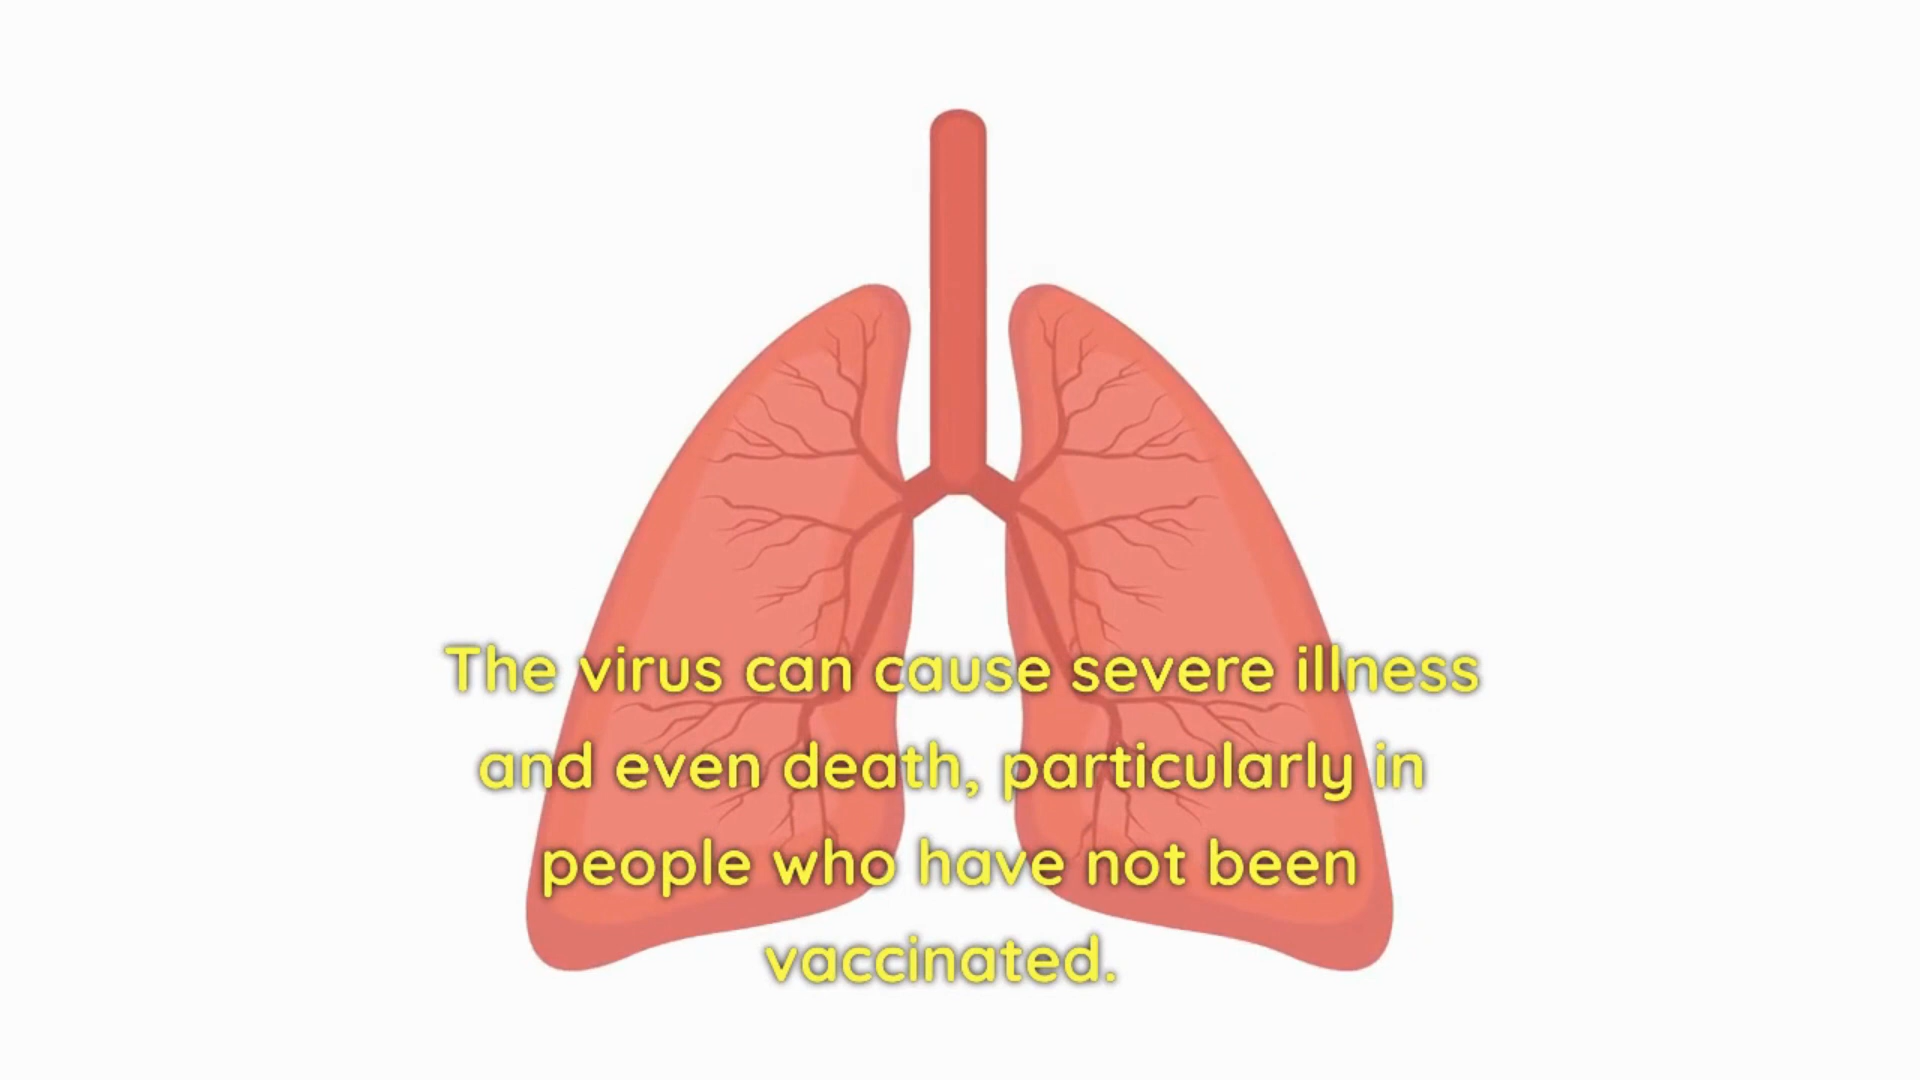 The virus can cause severe illness
and even death, particularly in
people who have not been
vaccinated.